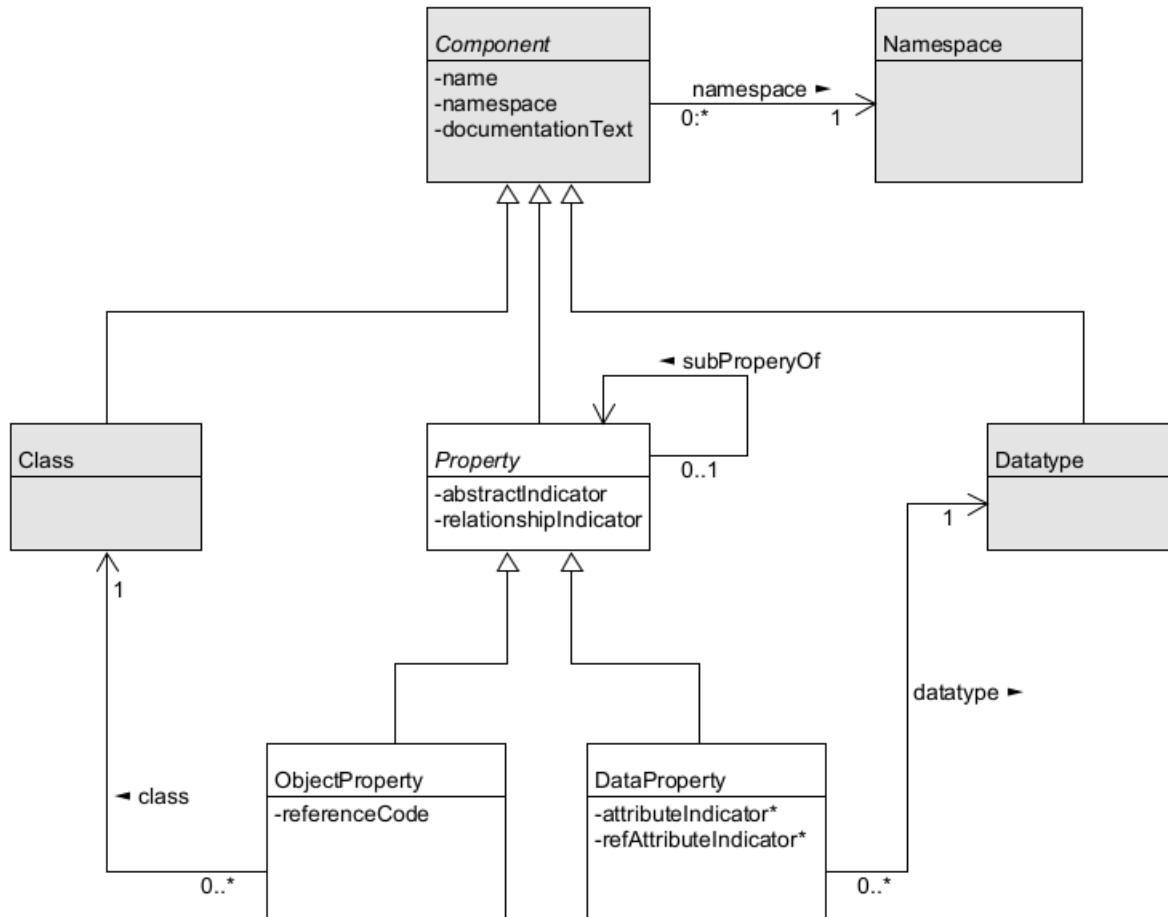 Component
-name
-namespace
-documentationText
namespace ►
0:*
1
Namespace
◄ subProperyOf
Class
Property
-abstractIndicator
-relationshipIndicator
0..1
Datatype
1
1
datatype ►
◄ class
ObjectProperty
-referenceCode
DataProperty
-attributeIndicator*
-refAttributeIndicator*
0..*
0..*